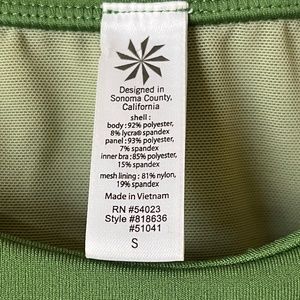 Designed in
Sonoma County,
California
shell :
body : 92% polyester,
8% lycra® spandex
panel : 93% polyester,
7% spandex
inner bra : 85% polyester,
15% spandex
mesh lining : 81% nylon,
19% spandex
Made in Vietnam
RN #54023
Style #818636
#51041
S